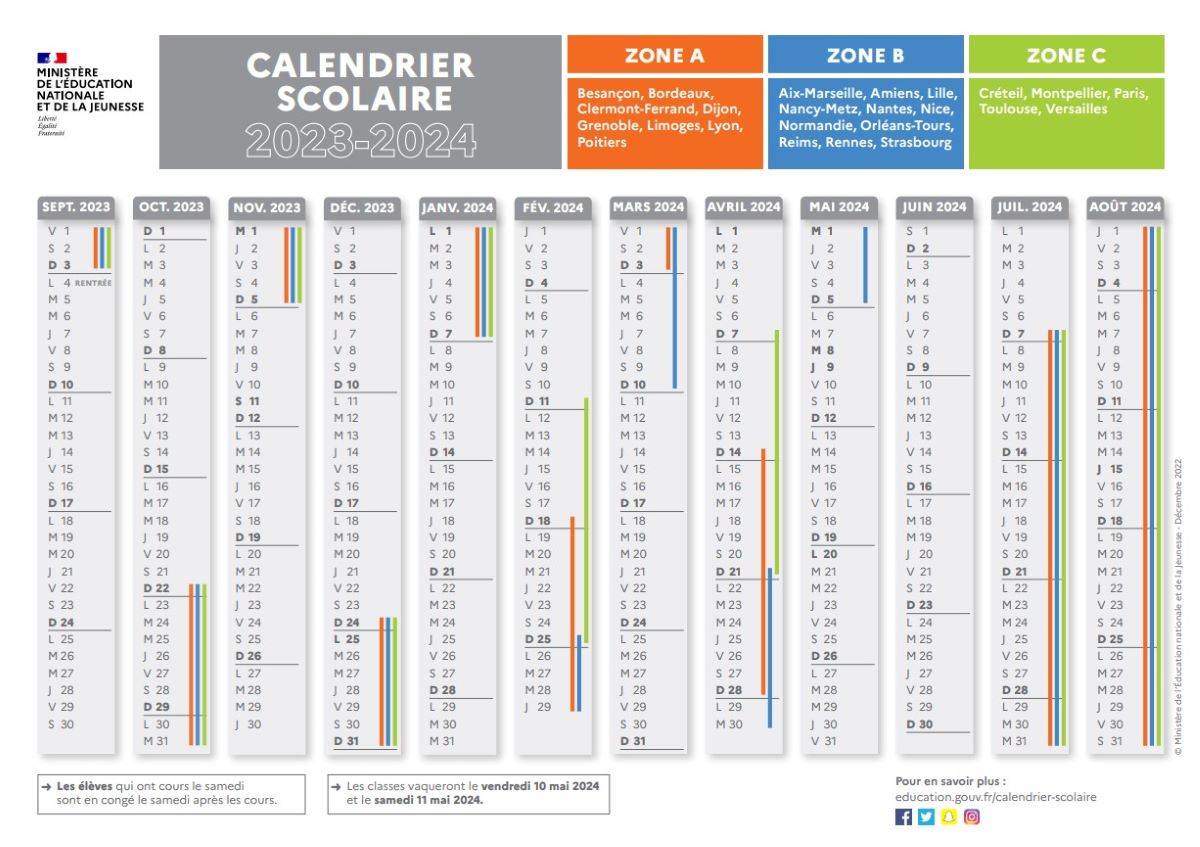 MINISTÈRE
DE L'ÉDUCATION
NATIONALE
ET DE LA JEUNESSE
Liberté
Égalité
Fraternité
CALENDRIER
SCOLAIRE
2023-2024
ZONE A
Besançon, Bordeaux,
Clermont-Ferrand, Dijon,
Grenoble, Limoges, Lyon,
Poitiers
ZONE B
Aix-Marseille, Amiens, Lille,
Nancy-Metz, Nantes, Nice,
Normandie, Orléans-Tours,
Reims, Rennes, Strasbourg
ZONE C
Créteil, Montpellier, Paris,
Toulouse, Versailles
SEPT. 2023
V 1
S 2
D 3
L 4 RENTRÉE
M 5
M 6
J 7
V 8
S 9
D 10
L 11
M 12
M 13
J 14
V 15
S 16
D 17
L 18
M 19
M 20
J 21
V 22
S 23
D 24
L 25
M 26
M 27
J 28
V 29
S 30
OCT. 2023
D 1
L 2
M 3
M 4
J 5
V 6
S 7
D 8
L 9
M 10
M 11
J 12
V 13
S 14
D 15
L 16
M 17
M 18
J 19
V 20
S 21
D 22
L 23
M 24
M 25
J 26
V 27
S 28
D 29
L 30
M 31
NOV. 2023
M 1
J 2
V 3
S 4
D 5
L 6
M 7
M 8
J 9
V 10
S 11
D 12
L 13
M 14
M 15
J 16
V 17
S 18
D 19
L 20
M 21
M 22
J 23
V 24
S 25
D 26
L 27
M 28
M 29
J 30
DÉC. 2023
V 1
S 2
D 3
L 4
M 5
M 6
J 7
V 8
S 9
D 10
L 11
M 12
M 13
J 14
V 15
S 16
D 17
L 18
M 19
M 20
J 21
V 22
S 23
D 24
L 25
M 26
M 27
J 28
V 29
S 30
D 31
JANV. 2024
L 1
M 2
M 3
J 4
V 5
S 6
D 7
L 8
M 9
M 10
J 11
V 12
S 13
D 14
L 15
M 16
M 17
J 18
V 19
S 20
D 21
L 22
M 23
M 24
J 25
V 26
S 27
D 28
L 29
M 30
M 31
FÉV. 2024
J 1
V 2
S 3
D 4
L 5
M 6
M 7
J 8
V 9
S 10
D 11
L 12
M 13
M 14
J 15
V 16
S 17
D 18
L 19
M 20
M 21
J 22
V 23
S 24
D 25
L 26
M 27
M 28
J 29
MARS 2024
V 1
S 2
D 3
L 4
M 5
M 6
J 7
V 8
S 9
D 10
L 11
M 12
M 13
J 14
V 15
S 16
D 17
L 18
M 19
M 20
J 21
V 22
S 23
D 24
L 25
M 26
M 27
J 28
V 29
S 30
D 31
AVRIL 2024
L 1
M 2
M 3
J 4
V 5
S 6
D 7
L 8
M 9
M 10
J 11
V 12
S 13
D 14
L 15
M 16
M 17
J 18
V 19
S 20
D 21
L 22
M 23
M 24
J 25
V 26
S 27
D 28
L 29
M 30
MAI 2024
M 1
J 2
V 3
S 4
D 5
L 6
M 7
M 8
J 9
V 10
S 11
D 12
L 13
M 14
M 15
J 16
V 17
S 18
D 19
L 20
M 21
M 22
J 23
V 24
S 25
D 26
L 27
M 28
M 29
J 30
V 31
JUIN 2024
S 1
D 2
L 3
M 4
M 5
J 6
V 7
S 8
D 9
L 10
M 11
M 12
J 13
V 14
S 15
D 16
L 17
M 18
M 19
J 20
V 21
S 22
D 23
L 24
M 25
M 26
J 27
V 28
S 29
D 30
JUIL. 2024
L 1
M 2
M 3
J 4
V 5
S 6
D 7
L 8
M 9
M 10
J 11
V 12
S 13
D 14
L 15
M 16
M 17
J 18
V 19
S 20
D 21
L 22
M 23
M 24
J 25
V 26
S 27
D 28
L 29
M 30
M 31
AOÛT 2024
J 1
V 2
S 3
D 4
L 5
M 6
M 7
J 8
V 9
S 10
D 11
L 12
M 13
M 14
J 15
V 16
S 17
D 18
L 19
M 20
M 21
J 22
V 23
S 24
D 25
L 26
M 27
M 28
J 29
V 30
S 31
© Ministère de l'Éducation nationale et de la Jeunesse - Décembre 2022
➜ Les élèves qui ont cours le samedi
sont en congé le samedi après les cours.
➜ Les classes vaqueront le vendredi 10 mai 2024
et le samedi 11 mai 2024.
Pour en savoir plus :
education.gouv.fr/calendrier-scolaire